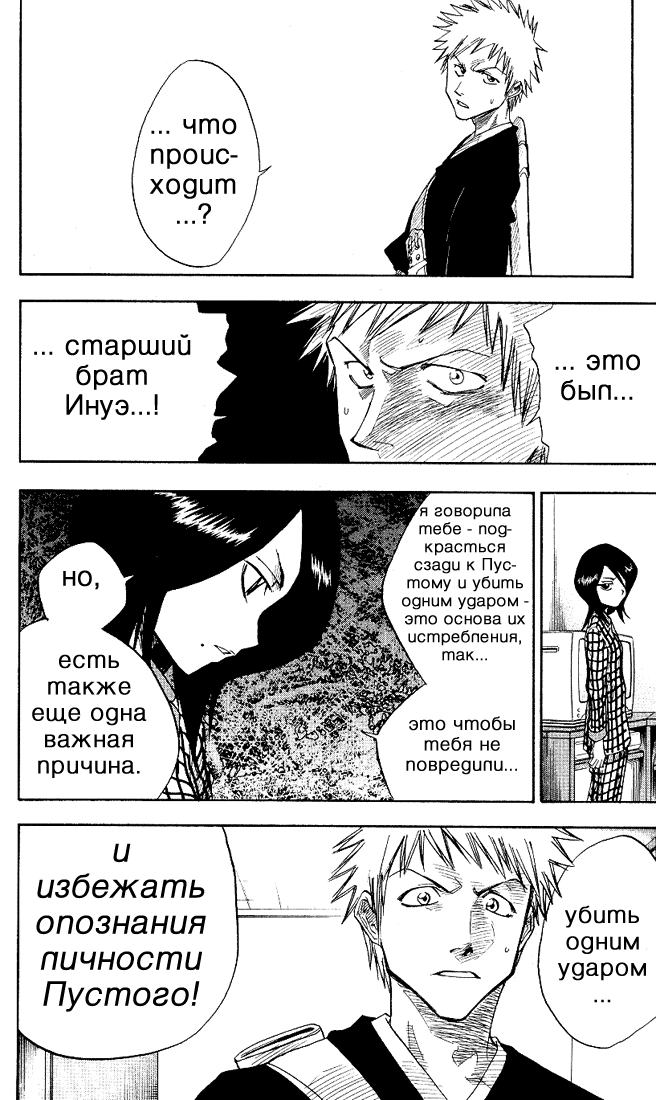 ... что
проис-
ходит
...?
... это
был...
... старший
брат
Инуэ...!
я говорила
тебе - под-
красться
сзади к Пус-
тому и убить
одним ударом -
это основа их
истребления,
так...
это чтобы
тебя не
повредили...
но,
есть
также
еще одна
важная
причина.
убить
одним
ударом
...
и
избежать
опознания
личности
Пустого!